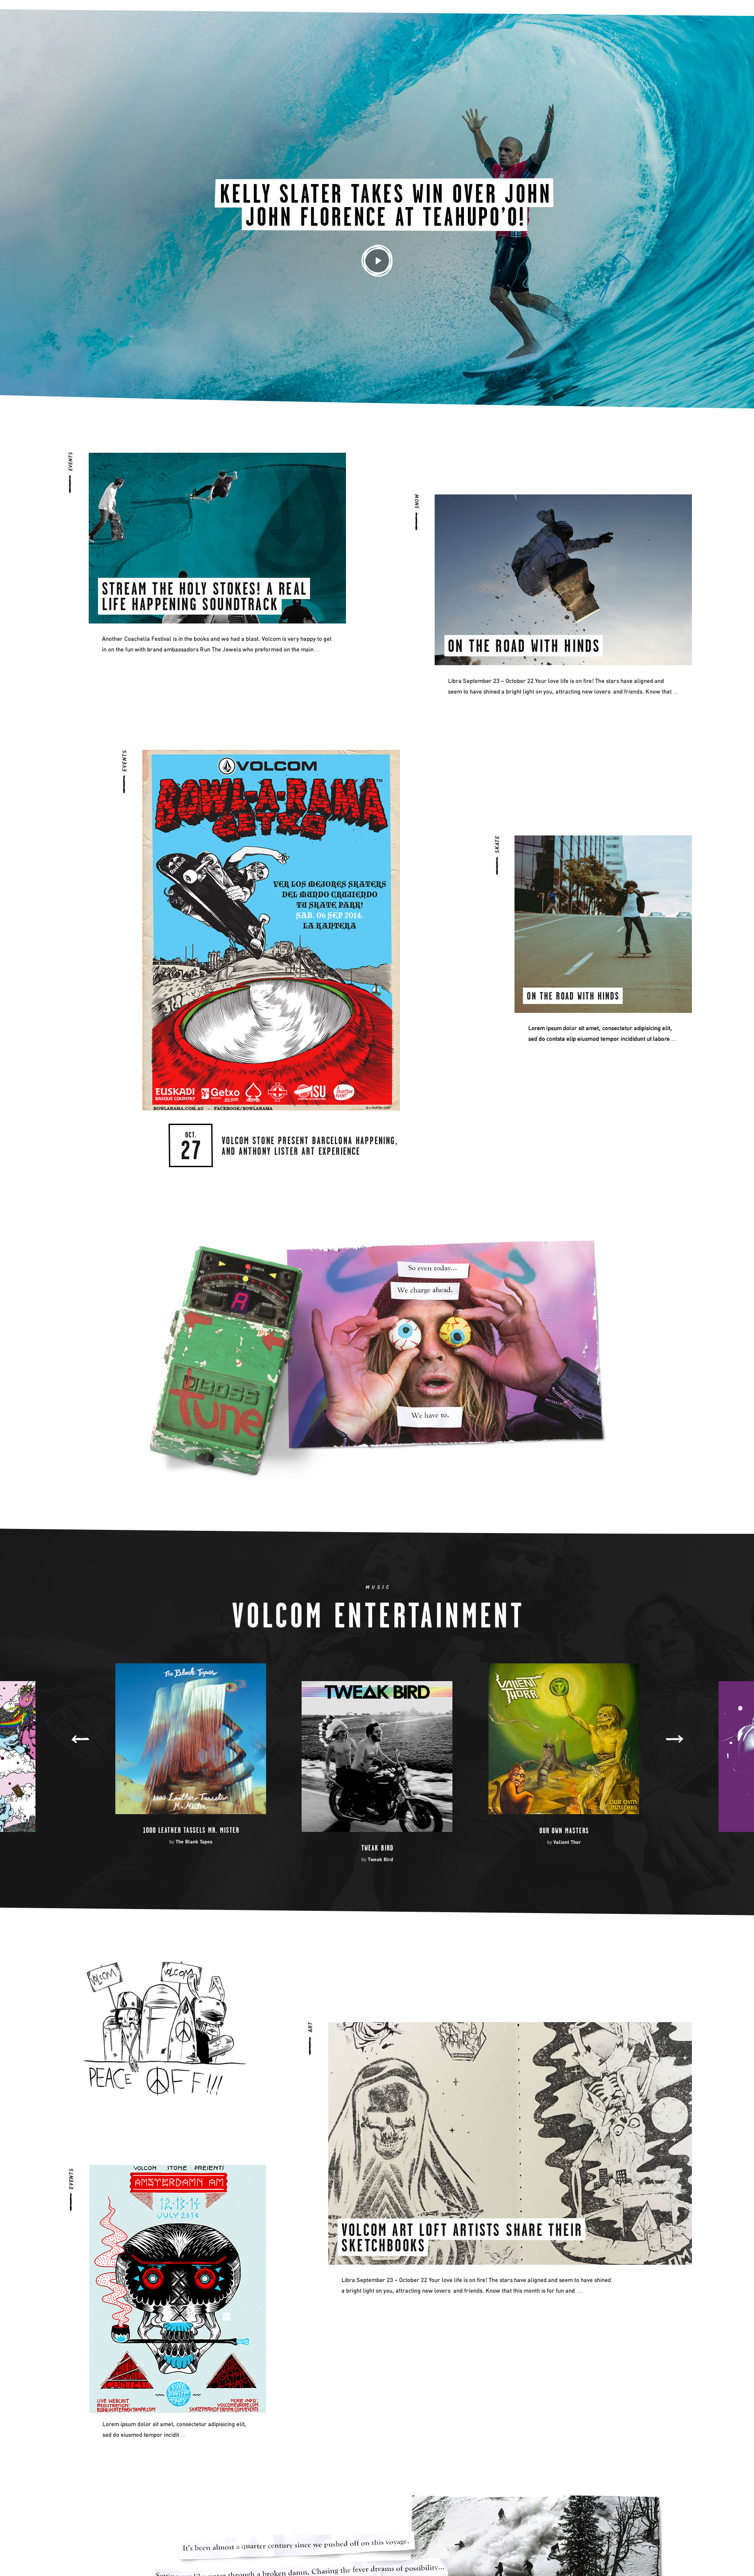 KELLY SLATER TAKES WIN OVER JOHN
JOHN FLORENCE AT TEAHUPO'O!
EVENTS
STREAM THE HOLY STOKES! A REAL
LIFE HAPPENING SOUNDTRACK
Another Coachella Festival is in the books and we had a blast. Volcom is very happy to get
in on the fun with brand ambassadors Run The Jewels who preformed on the main ...
SNOW
ON THE ROAD WITH HINDS
Libra September 23 – October 22 Your love life is on fire! The stars have aligned and
seem to have shined a bright light on you, attracting new lovers and friends. Know that ...
EVENTS
VOLCOM
BOWL-A-RAMA
GETXO
VER LOS MEJORES SKATERS
DEL MUNDO CRUJIENDO
TU SKATE PARK!
SAB. 06 SEP 2014.
LA KANTERA
EUSKADI
BASQUE COUNTRY
Getxo
ISU
BOWLARAMA.COM.AU - FACEBOOK/BOWLARAMA
OCT.
27
VOLCOM STONE PRESENT BARCELONA HAPPENING,
AND ANTHONY LISTER ART EXPERIENCE
SKATE
ON THE ROAD WITH HINDS
Lorem ipsum dolor sit amet, consectetur adipisicing elit,
sed do contsta elip eiusmod tempor incididunt ut labore ...
CHECK
A
BOSS
tune
So even today...
We charge ahead.
We have to.
MUSIC
VOLCOM ENTERTAINMENT
The Blank Tapes
1000 Leather Tassels
Mr. Mister
1000 LEATHER TASSELS MR. MISTER
by The Blank Tapes
TWEAK BIRD
TWEAK BIRD
by Tweak Bird
VALIENT THORR
OUR OWN MASTERS
OUR OWN MASTERS
by Valient Thor
VOLCOM
VOLCOM
PEACE OFF!!!
ART
VOLCOM ART LOFT ARTISTS SHARE THEIR
SKETCHBOOKS
Libra September 23 – October 22 Your love life is on fire! The stars have aligned and seem to have shined
a bright light on you, attracting new lovers and friends. Know that this month is for fun and ...
EVENTS
VOLCOM STONE PRESENTS
AMSTERDAMN AM
12·13·14
LIVE WEBCAST
REGISTRATION:
MORE INFO:
VOLCOMEUROPE.COM
SKATEPARKOFTAMPA.COM/EVENTS
Lorem ipsum dolor sit amet, consectetur adipisicing elit,
sed do eiusmod tempor incidit ...
It's been almost a quarter century since we pushed off on this voyage.
through a broken damn, Chasing the fever dreams of possibility...